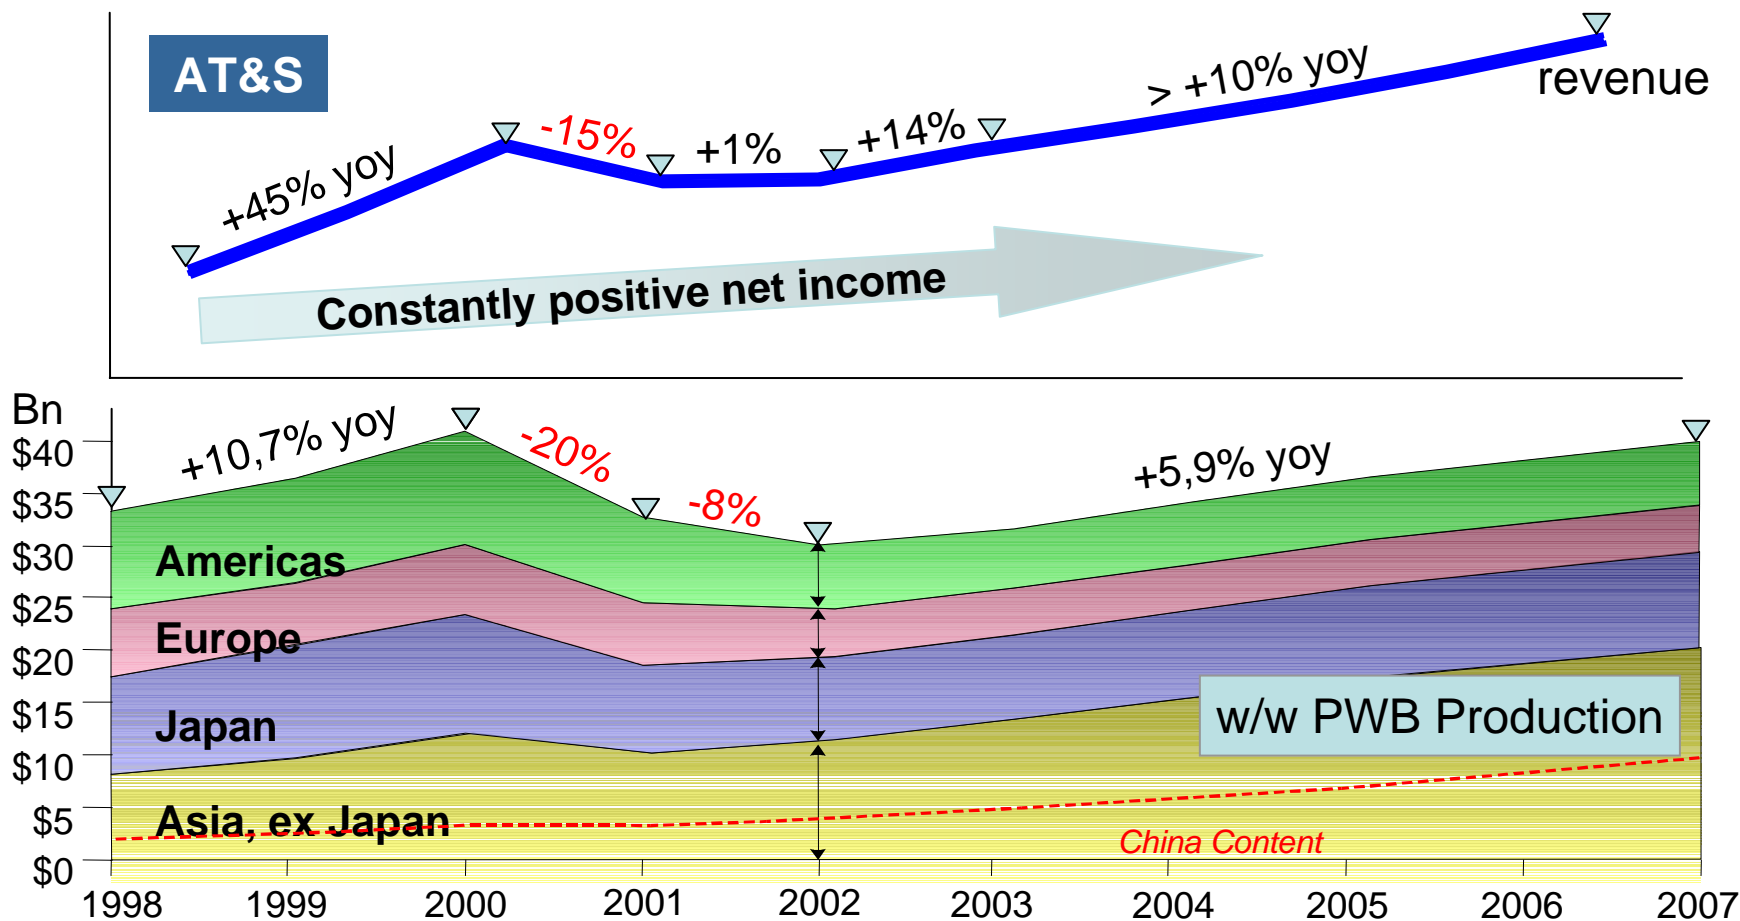 AT&S
+45% yoy
-15%
+1%
+14%
> +10% yoy
revenue
Constantly positive net income
Bn
$40
$35
$30
$25
$20
$15
$10
$5
$0
+10,7% yoy
-20%
-8%
+5,9% yoy
Americas
Europe
Japan
Asia, ex Japan
w/w PWB Production
China Content
1998 1999 2000 2001 2002 2003 2004 2005 2006 2007